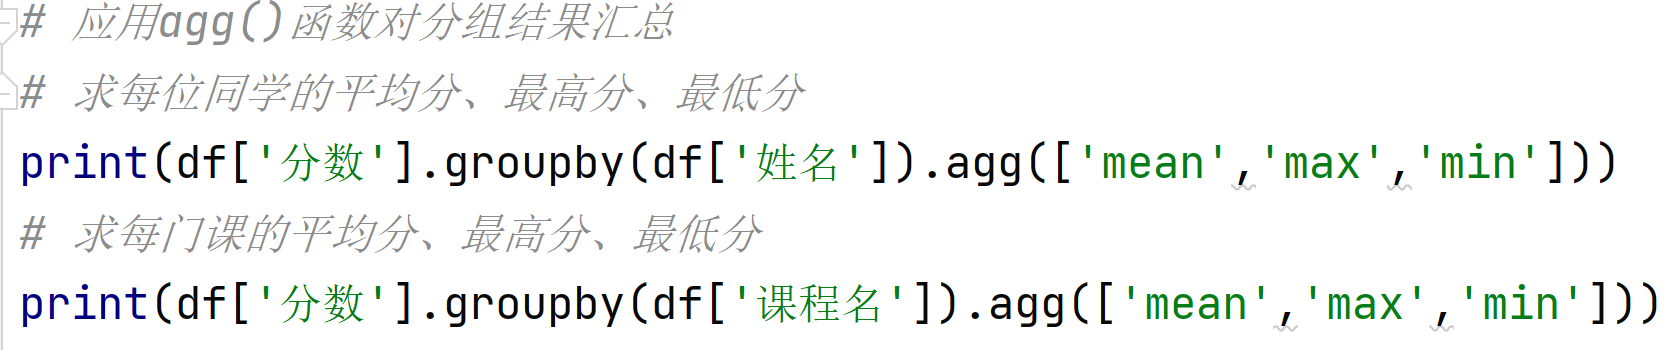 # 应用agg()函数对分组结果汇总
# 求每位同学的平均分、最高分、最低分
print(df['分数'].groupby(df['姓名']).agg(['mean','max','min']))
# 求每门课的平均分、最高分、最低分
print(df['分数'].groupby(df['课程名']).agg(['mean','max','min']))